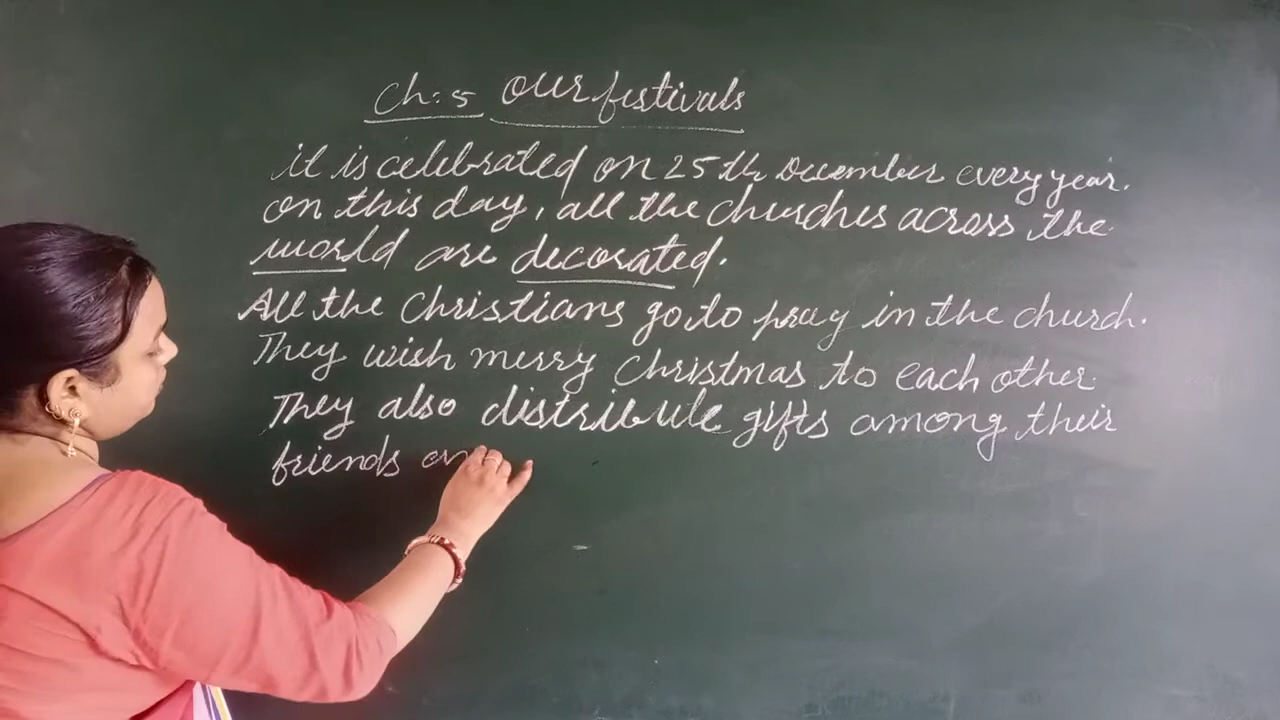 Ch:5 Our festivals
it is celebrated on 25th December every year.
on this day, all the churches across the
world are decorated.
All the Christians go to pray in the church.
They wish merry Christmas to each other.
They also distribute gifts among their
friends an